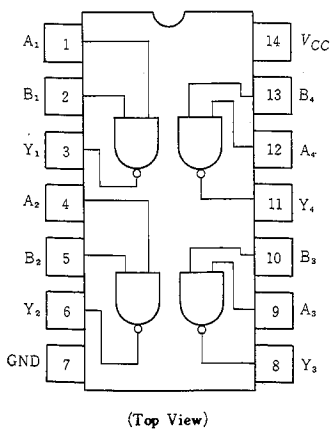 A₁ 1 14 V_CC
B₁ 2 13 B₄
Y₁ 3 12 A₄
A₂ 4 11 Y₄
B₂ 5 10 B₃
Y₂ 6 9 A₃
GND 7 8 Y₃
(Top View)